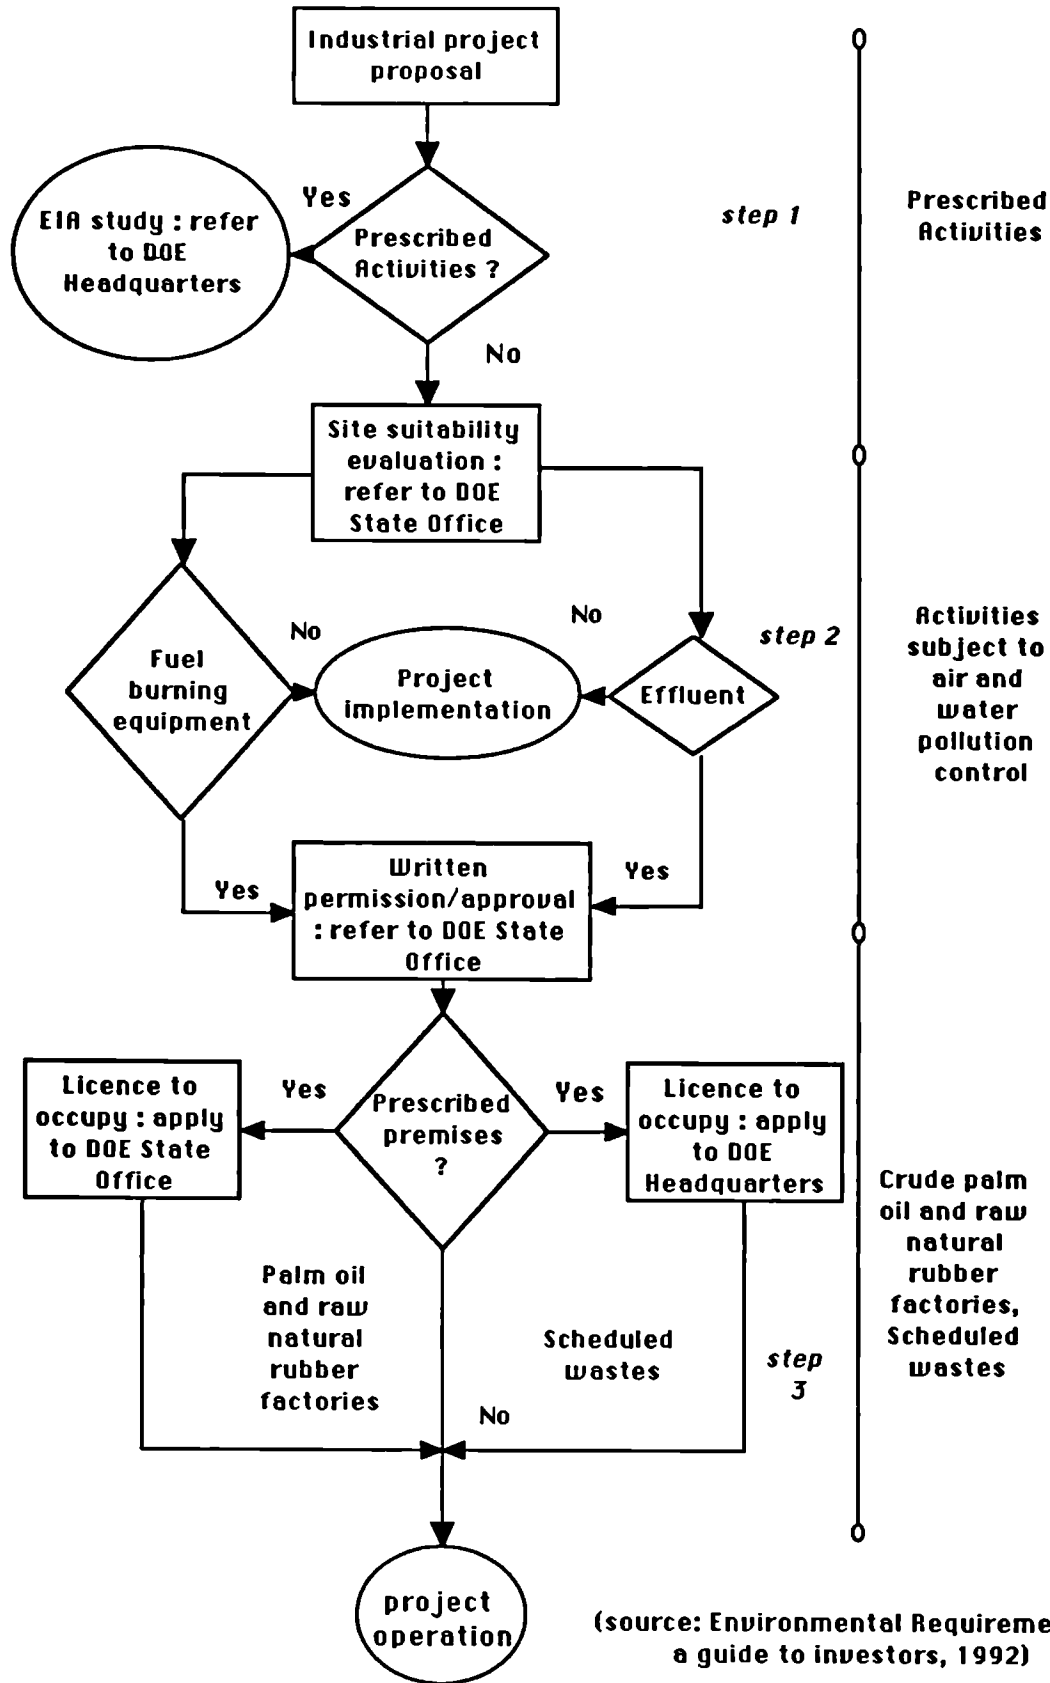 Industrial project
proposal
Yes
EIA study : refer
to DOE
Headquarters
Prescribed
Activities ?
step 1
Prescribed
Activities
No
Site suitability
evaluation :
refer to DOE
State Office
No
No
step 2
Fuel
burning
equipment
Project
implementation
Effluent
Activities
subject to
air and
water
pollution
control
Yes
Written
permission/approval
: refer to DOE State
Office
Yes
Licence to
occupy : apply
to DOE State
Office
Yes
Prescribed
premises
?
Yes
Licence to
occupy : apply
to DOE
Headquarters
Palm oil
and raw
natural
rubber
factories
Scheduled
wastes
step
3
Crude palm
oil and raw
natural
rubber
factories,
Scheduled
wastes
No
project
operation
(source: Environmental Requireme
a guide to investors, 1992)